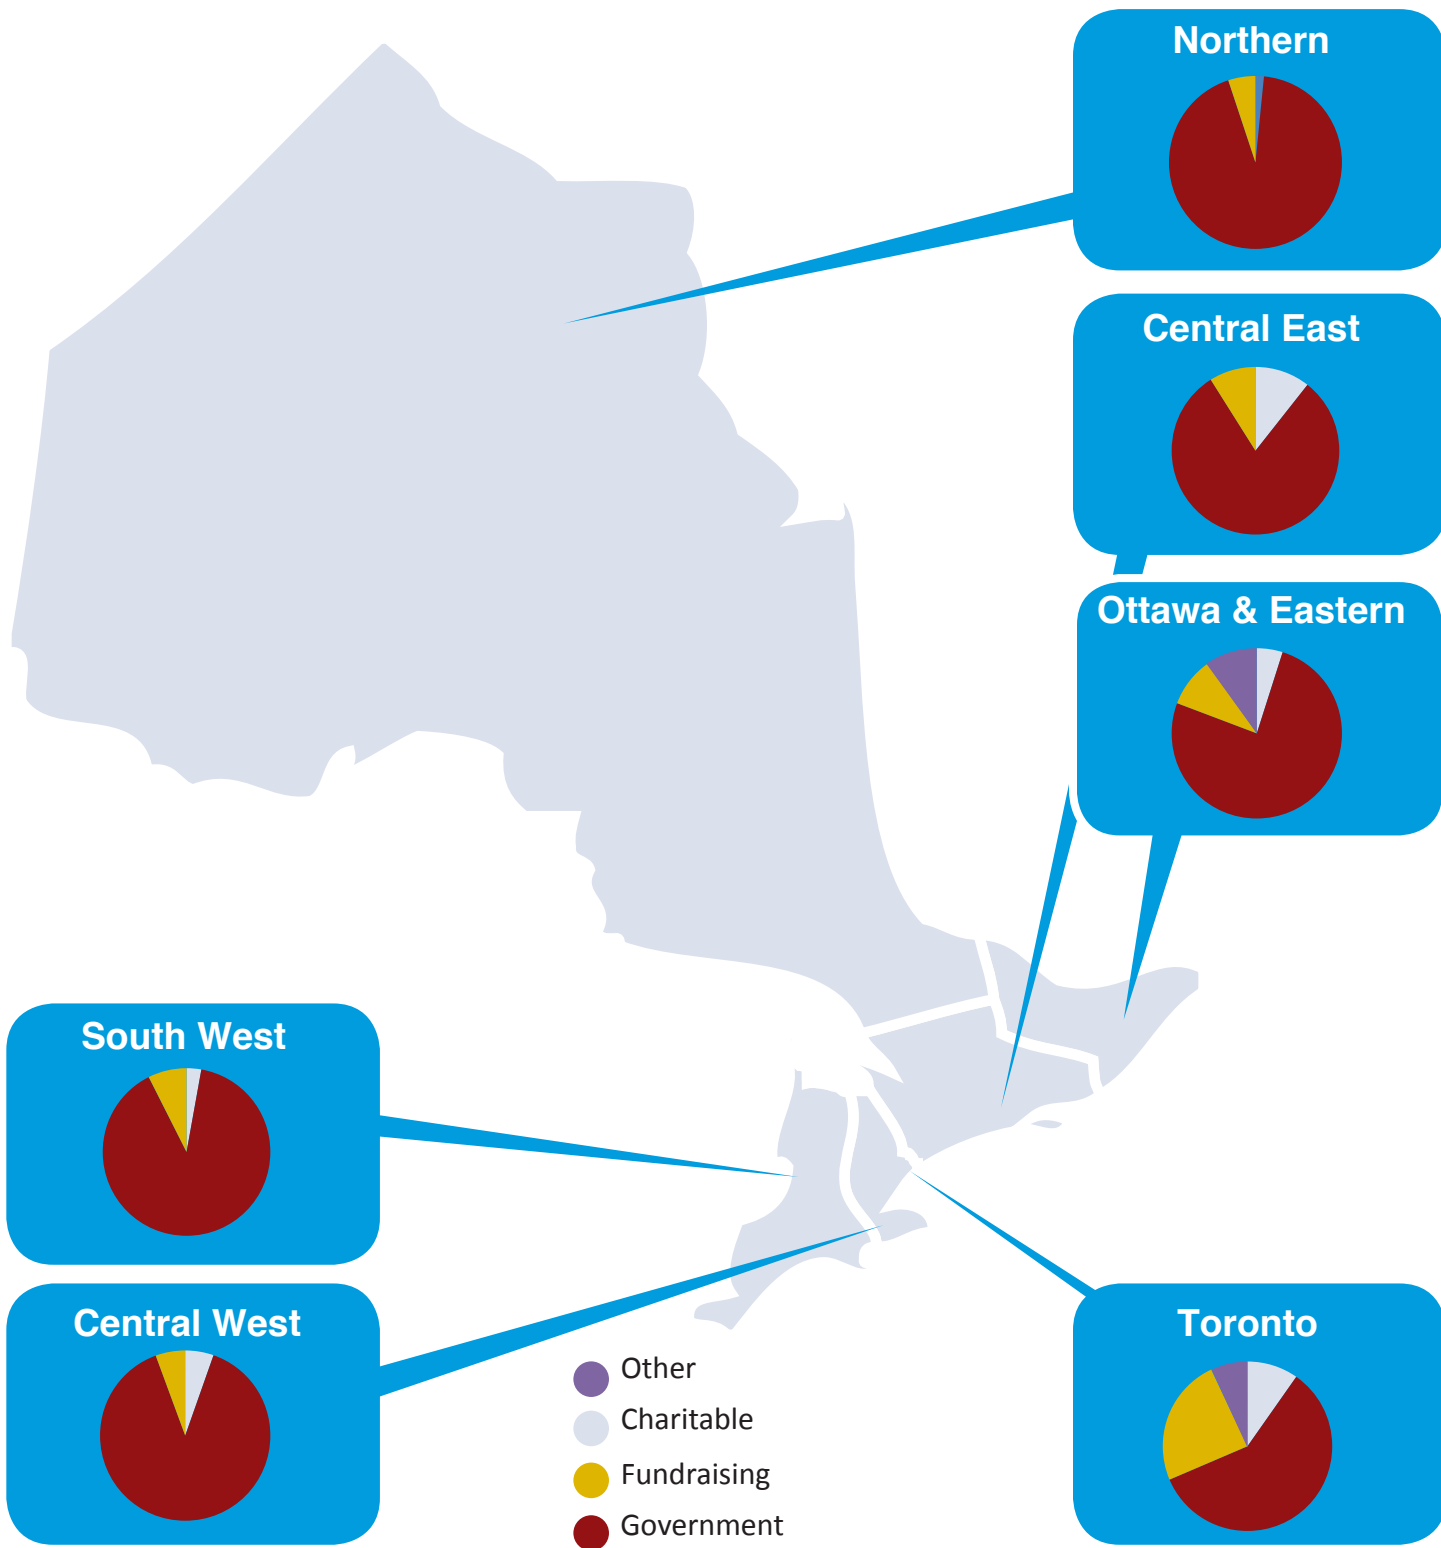 Northern
Central East
Ottawa & Eastern
South West
Central West
Toronto
Other
Charitable
Fundraising
Government